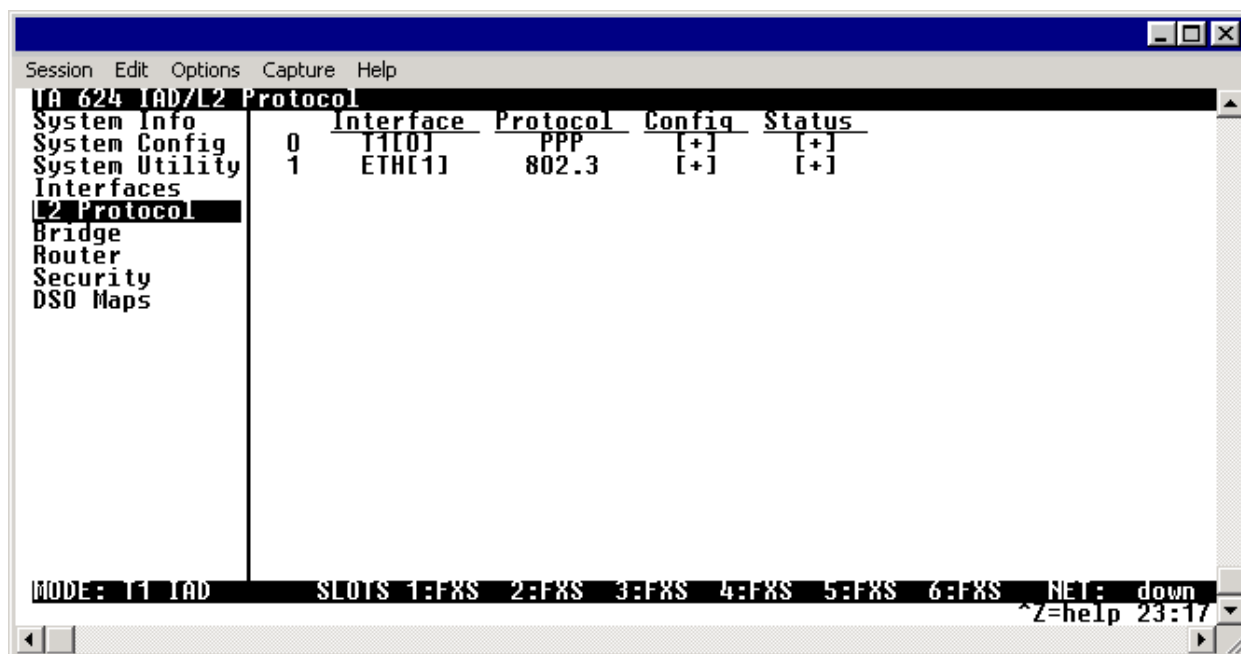 Session Edit Options Capture Help
TA 624 IAD/L2 Protocol
System Info Interface Protocol Config Status
System Config 0 T1[0] PPP [+] [+]
System Utility 1 ETH[1] 802.3 [+] [+]
Interfaces
L2 Protocol
Bridge
Router
Security
DS0 Maps
MODE: T1 IAD SLOTS 1:FXS 2:FXS 3:FXS 4:FXS 5:FXS 6:FXS NET: down
^Z=help 23:17